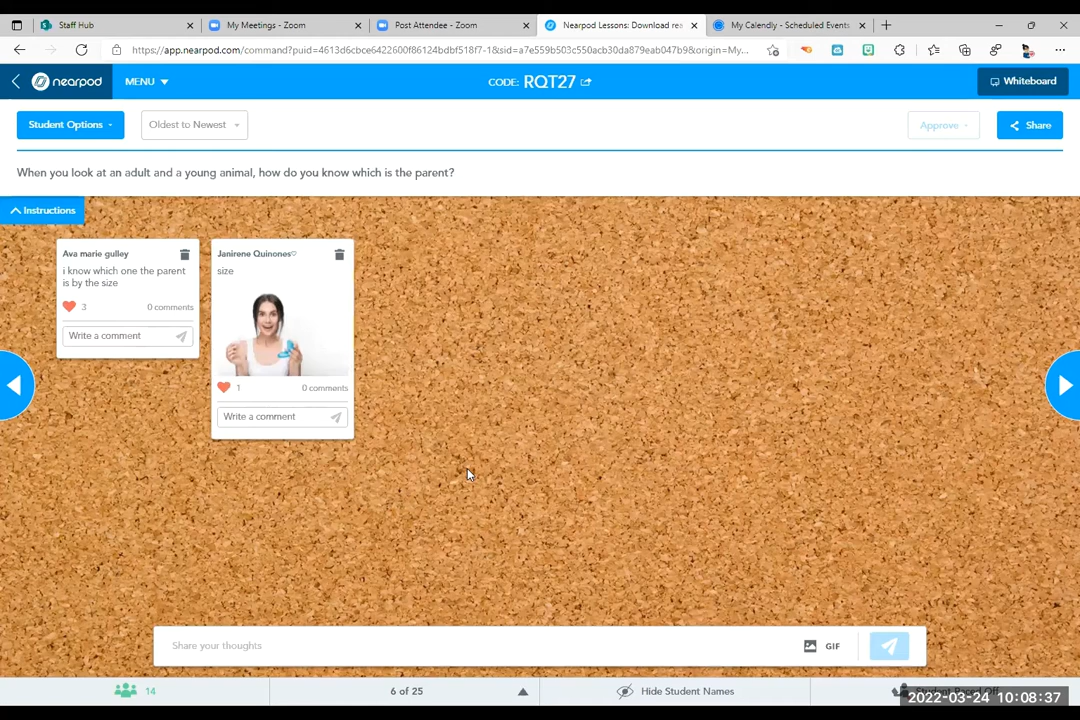 Staff Hub
My Meetings - Zoom
Post Attendee - Zoom
Nearpod Lessons: Download rea
My Calendly - Scheduled Events
https://app.nearpod.com/command?puid=4613d6cbce6422600f86124bdbf518f7-1&sid=a7e559b503c550acb30da879eab047b9&origin=My...
nearpod
MENU
CODE: RQT27
Whiteboard
Student Options
Oldest to Newest
Approve
Share
When you look at an adult and a young animal, how do you know which is the parent?
Instructions
Ava marie gulley
i know which one the parent
is by the size
3
0 comments
Write a comment
Janirene Quinones
size
1
0 comments
Write a comment
Share your thoughts
GIF
14
6 of 25
Hide Student Names
2022-03-24 10:08:37